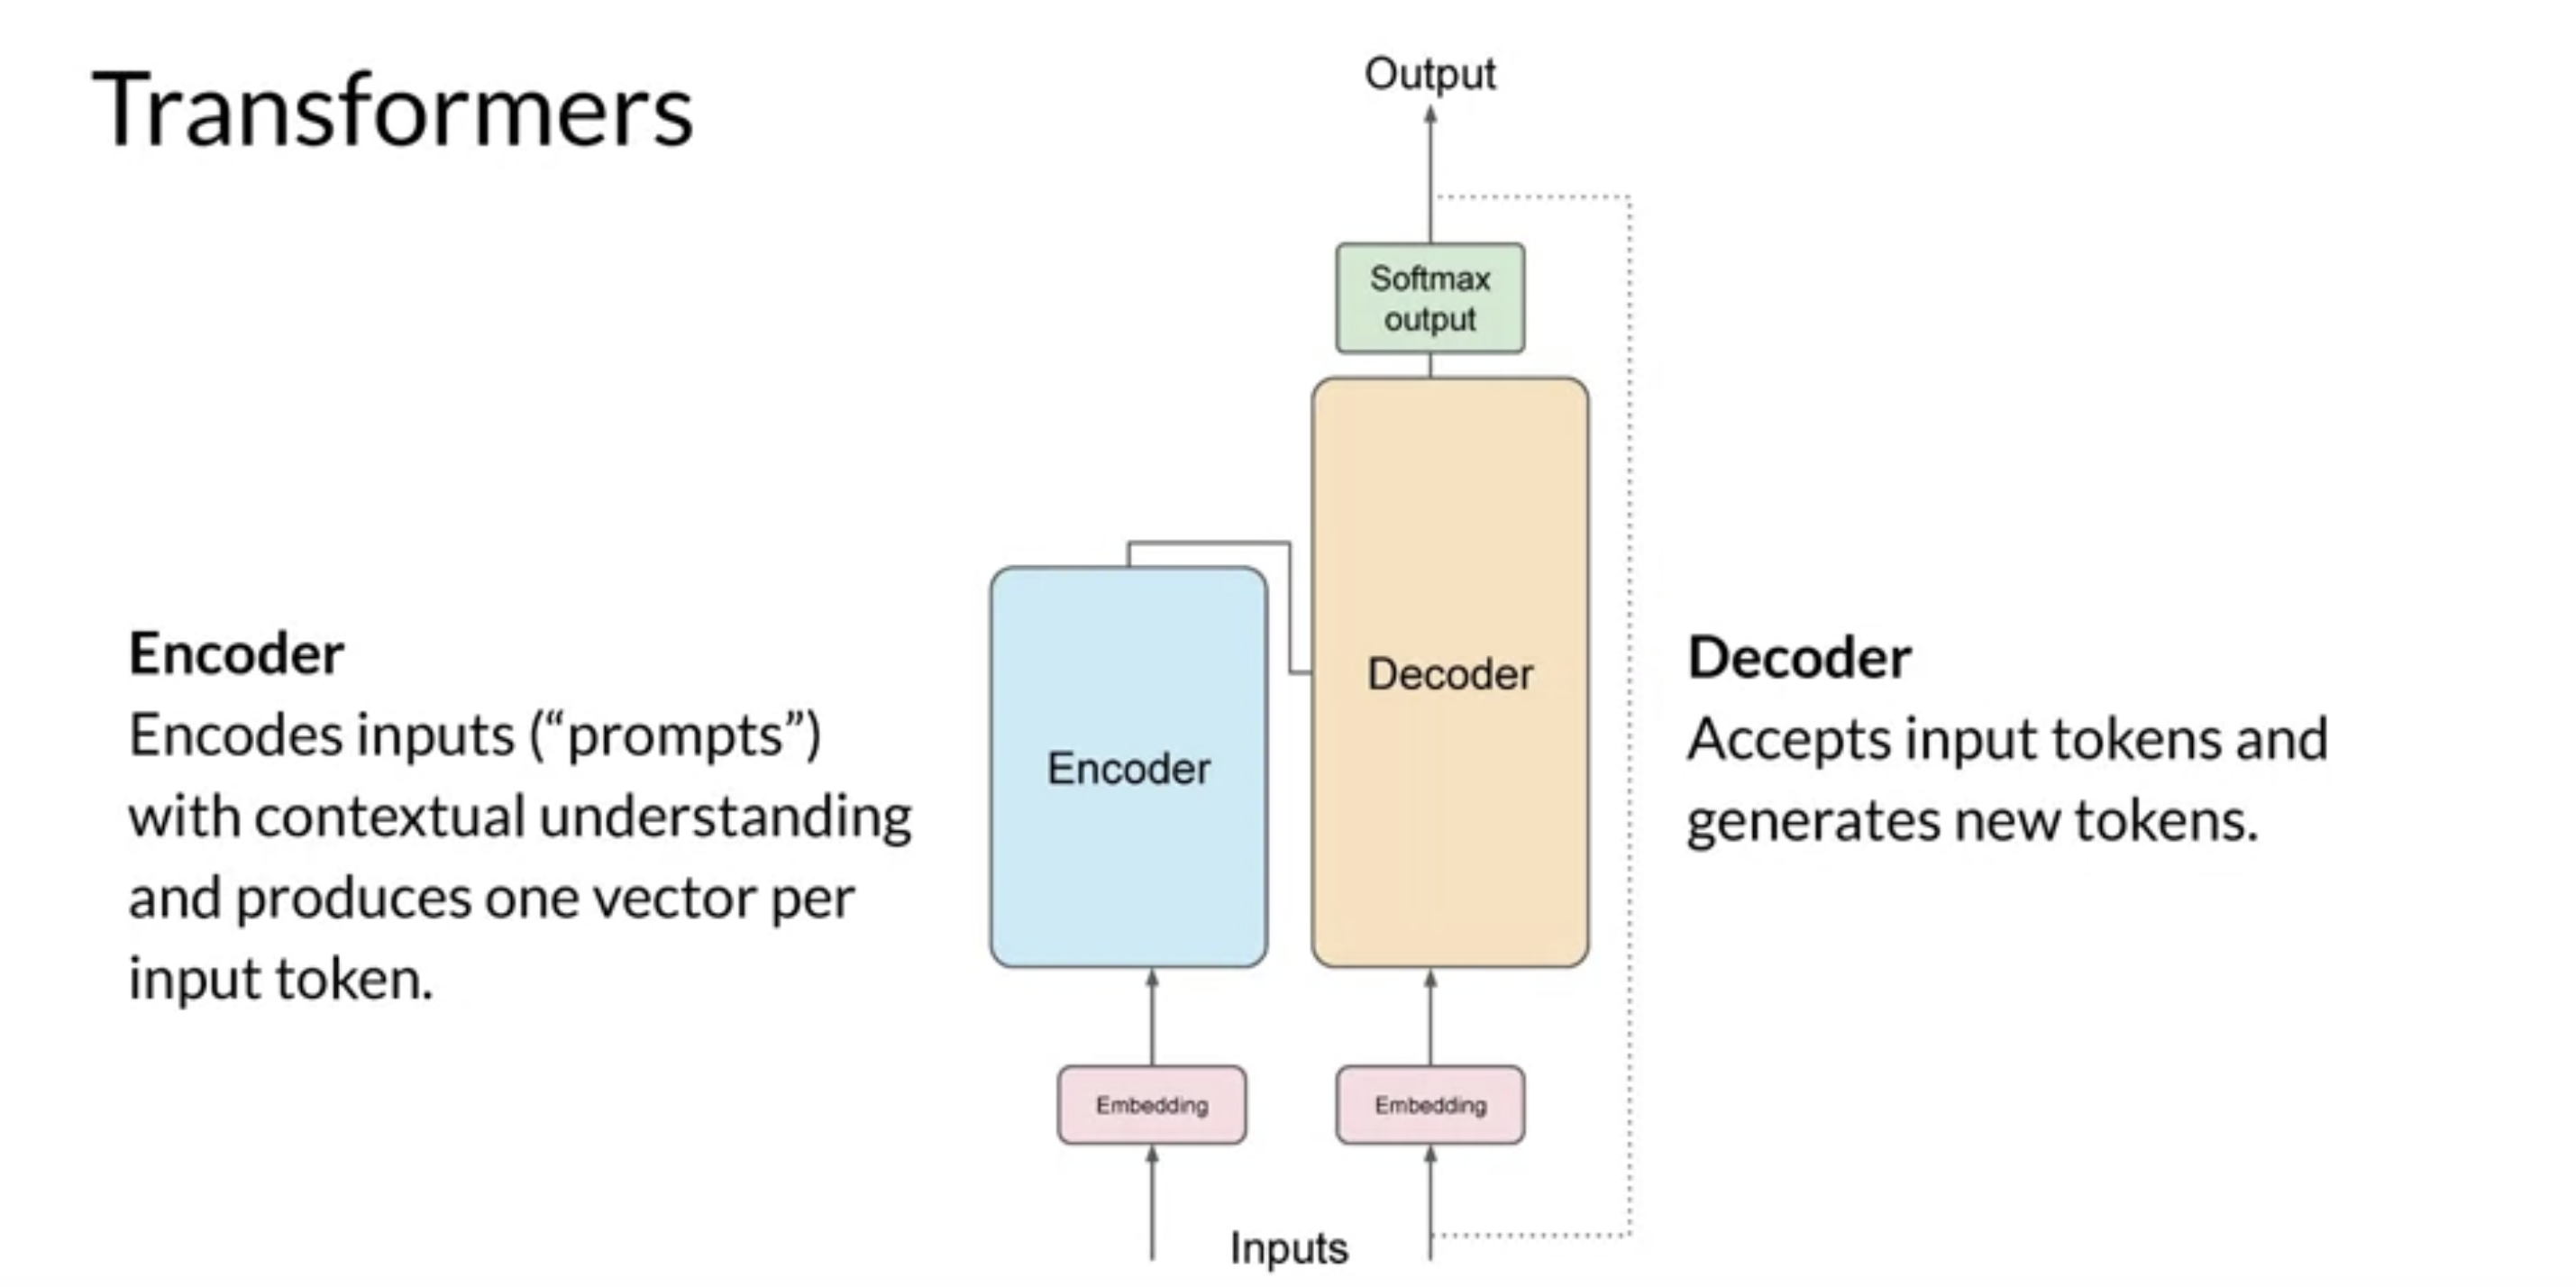 Transformers
Encoder
Encodes inputs (“prompts”)
with contextual understanding
and produces one vector per
input token.
Output
Softmax
output
Decoder
Encoder
Embedding
Embedding
Inputs
Decoder
Accepts input tokens and
generates new tokens.